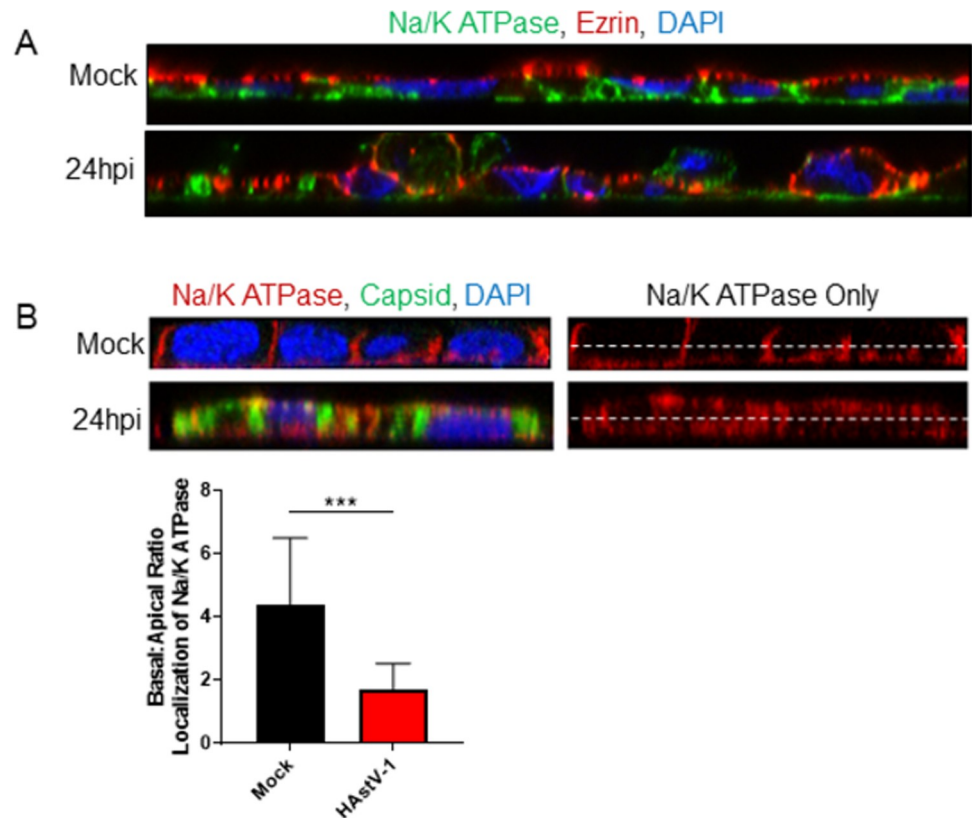 A
Na/K ATPase, Ezrin, DAPI
Mock
24hpi
B
Na/K ATPase, Capsid, DAPI
Na/K ATPase Only
Mock
24hpi
Basal:Apical Ratio
Localization of Na/K ATPase
8
6
4
2
0
***
Mock
HAstV-1